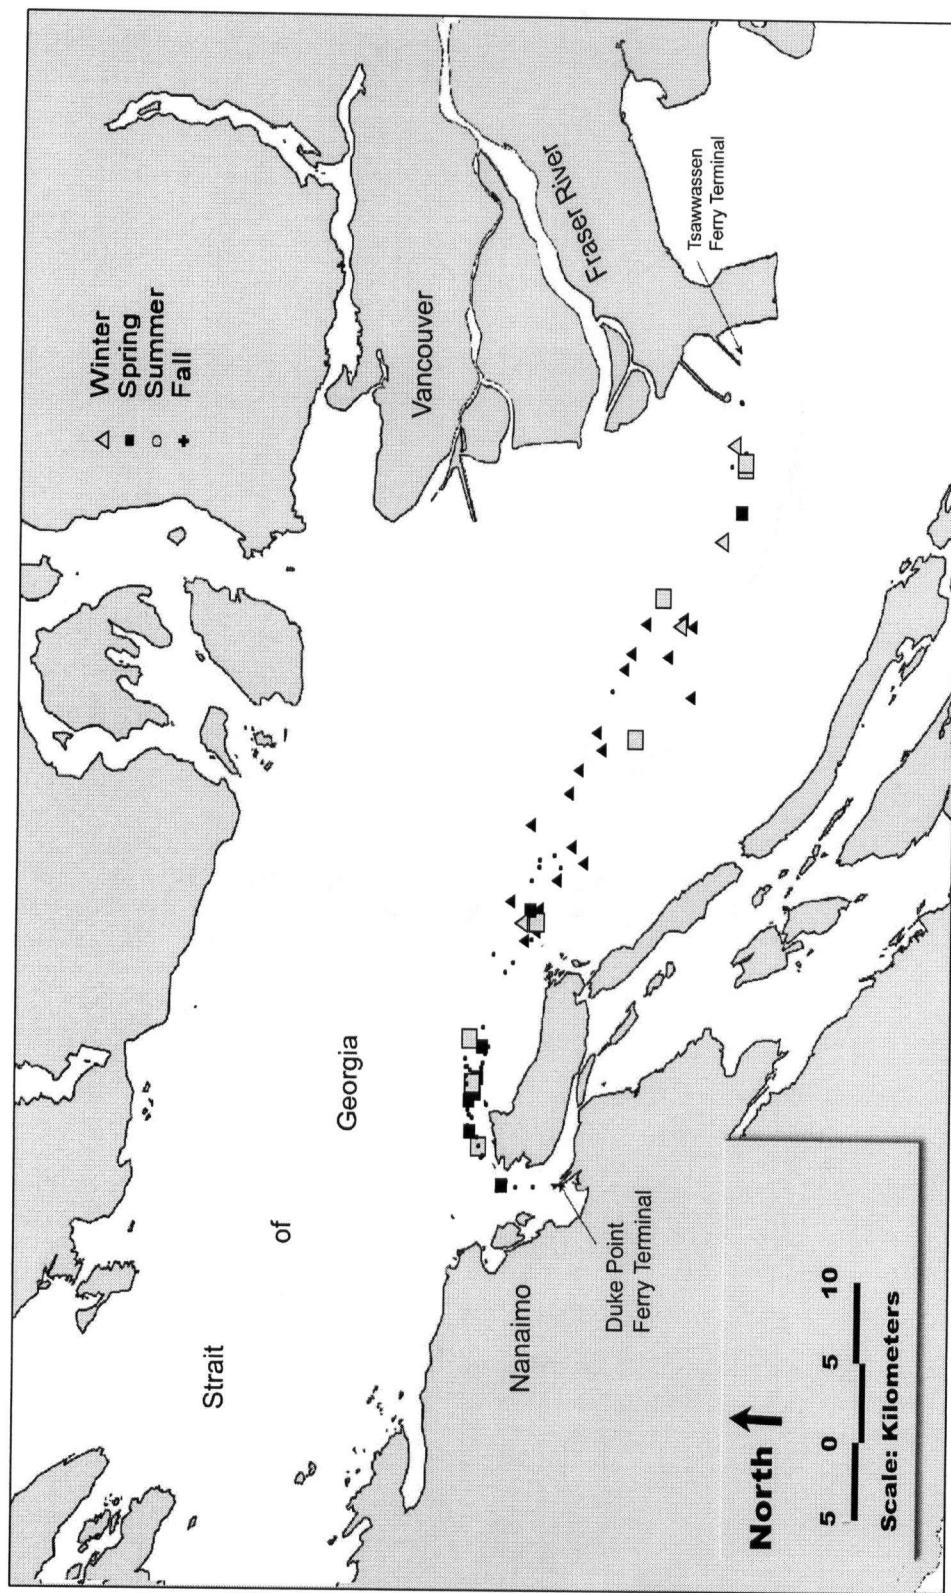 Winter
Spring
Summer
Fall
Vancouver
Fraser River
Tsawwassen
Ferry Terminal
Strait
of
Georgia
Nanaimo
Duke Point
Ferry Terminal
North
5 0 5 10
Scale: Kilometers